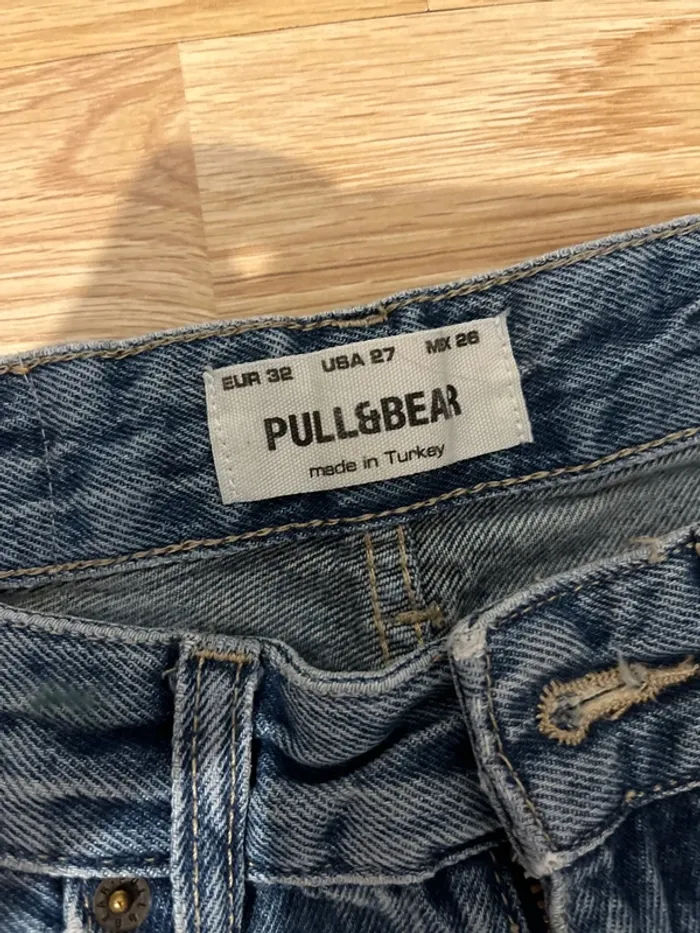 EUR 32 USA 27 MX 26
PULL&BEAR
made in Turkey